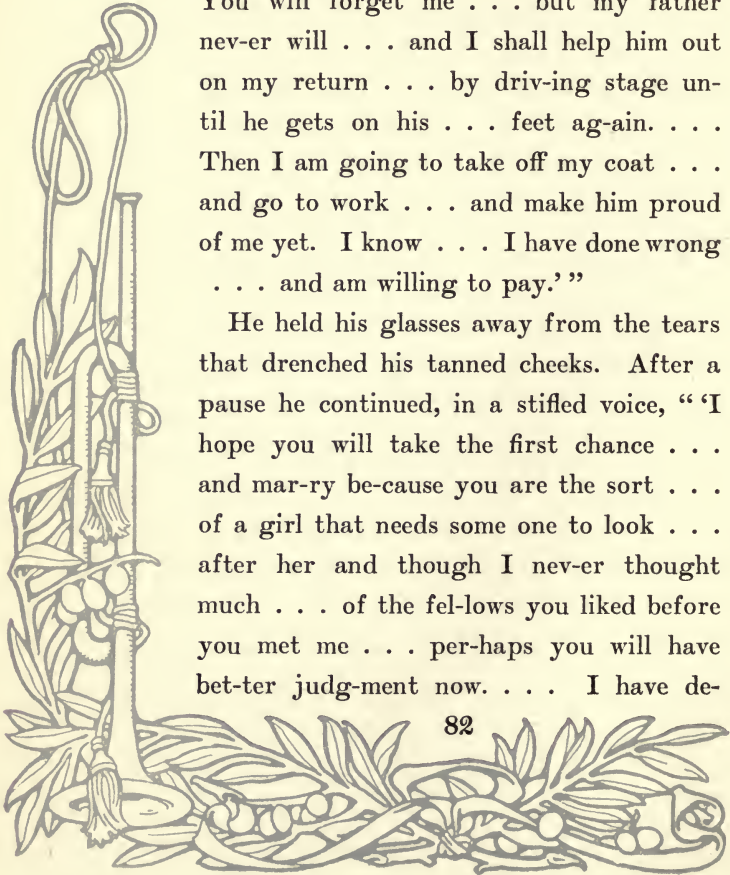 You will forget me . . . but my father
nev-er will . . . and I shall help him out
on my return . . . by driv-ing stage un-
til he gets on his . . . feet ag-ain. . . .
Then I am going to take off my coat . . .
and go to work . . . and make him proud
of me yet. I know . . . I have done wrong
. . . and am willing to pay.’ ”
He held his glasses away from the tears
that drenched his tanned cheeks. After a
pause he continued, in a stifled voice, “ ‘I
hope you will take the first chance . . .
and mar-ry be-cause you are the sort . . .
of a girl that needs some one to look . . .
after her and though I nev-er thought
much . . . of the fel-lows you liked before
you met me . . . per-haps you will have
bet-ter judg-ment now. . . . I have de-
82